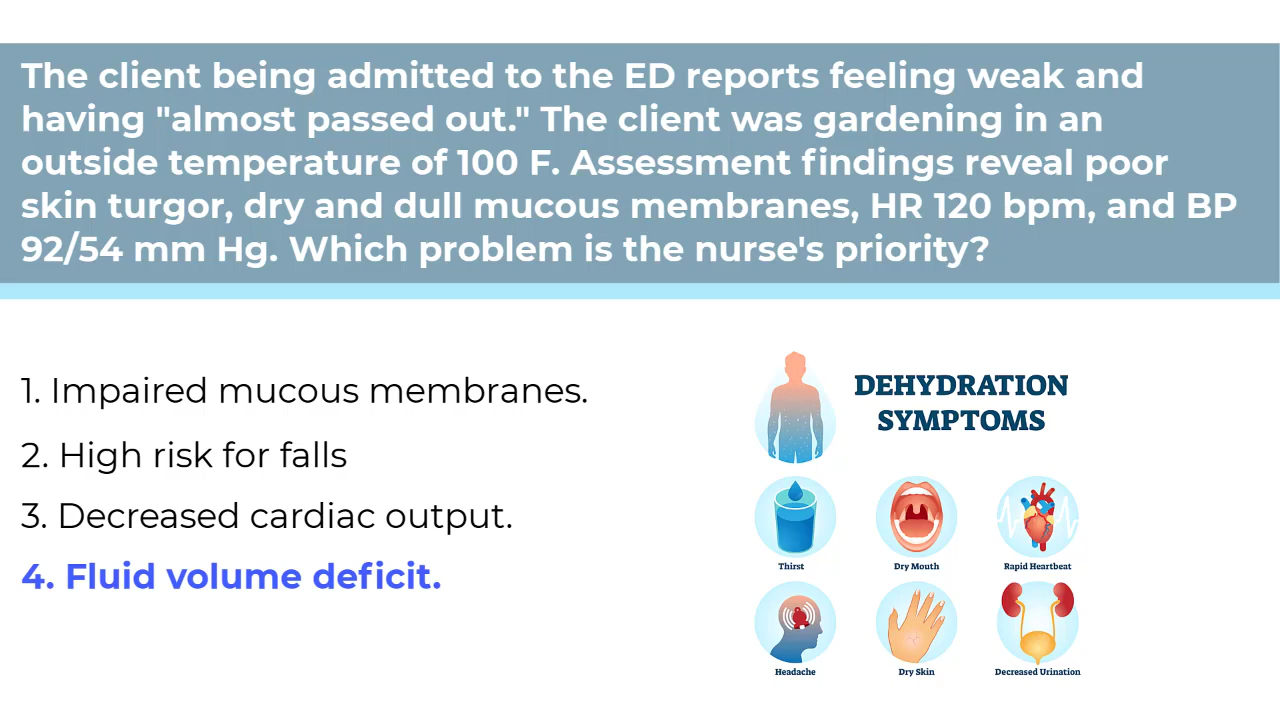 The client being admitted to the ED reports feeling weak and
having "almost passed out." The client was gardening in an
outside temperature of 100 F. Assessment findings reveal poor
skin turgor, dry and dull mucous membranes, HR 120 bpm, and BP
92/54 mm Hg. Which problem is the nurse's priority?
1. Impaired mucous membranes.
2. High risk for falls
3. Decreased cardiac output.
4. Fluid volume deficit.
DEHYDRATION
SYMPTOMS
Thirst
Dry Mouth
Rapid Heartbeat
Headache
Dry Skin
Decreased Urination